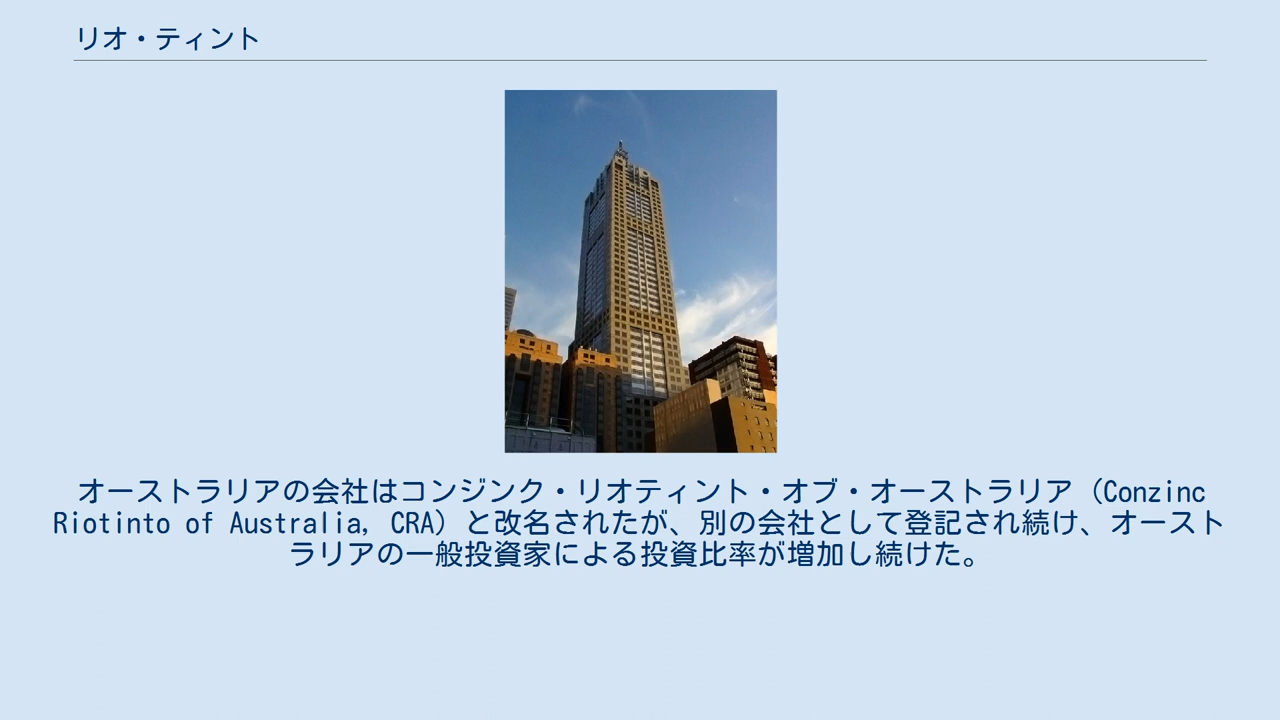 リオ・ティント
オーストラリアの会社はコンジンク・リオティント・オブ・オーストラリア（Conzinc
Riotinto of Australia, CRA）と改名されたが、別の会社として登記され続け、オースト
ラリアの一般投資家による投資比率が増加し続けた。